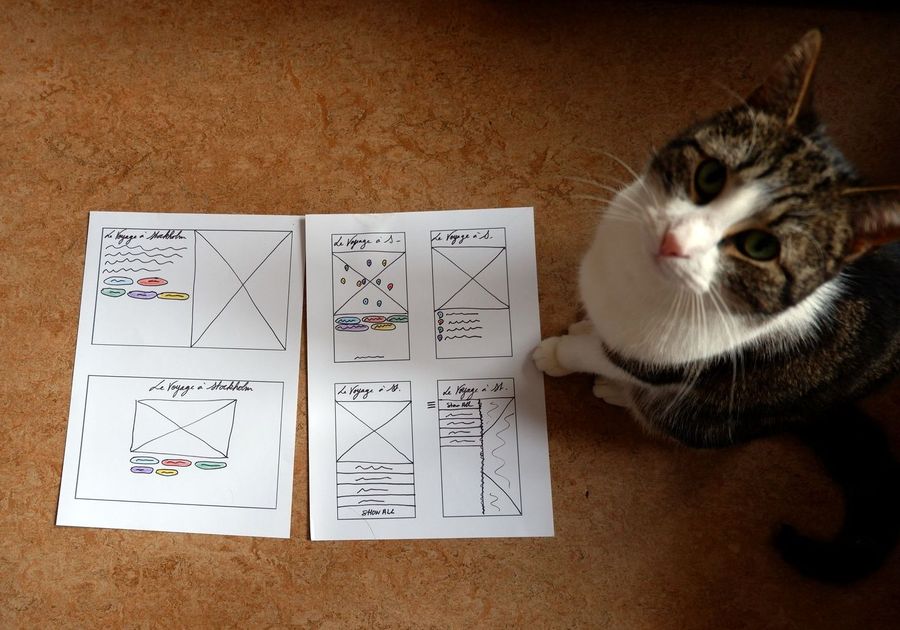 Le Voyage à Stockholm
Le Voyage à Stockholm
Le Voyage à S-
Le Voyage à S.
Le Voyage à St.
SHOW ALL
Le Voyage à St.
Show ALL